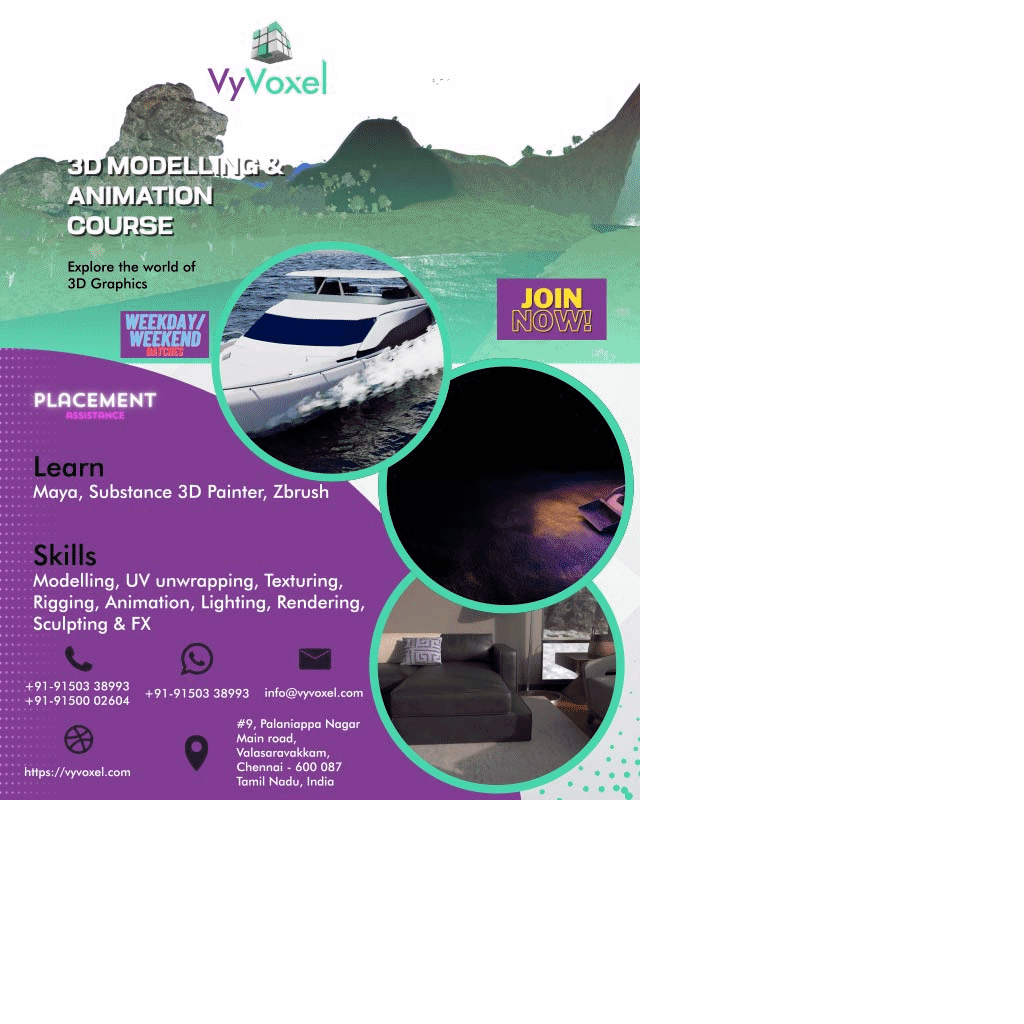 VyVoxel
3D MODELLING &
ANIMATION
COURSE
Explore the world of
3D Graphics
WEEKDAY/
WEEKEND
BATCHES
JOIN
NOW!
PLACEMENT
ASSISTANCE
Learn
Maya, Substance 3D Painter, Zbrush
Skills
Modelling, UV unwrapping, Texturing,
Rigging, Animation, Lighting, Rendering,
Sculpting & FX
+91-91503 38993
+91-91500 02604
+91-91503 38993
info@vyvoxel.com
https://vyvoxel.com
#9, Palaniappa Nagar
Main road,
Valasaravakkam,
Chennai - 600 087
Tamil Nadu, India